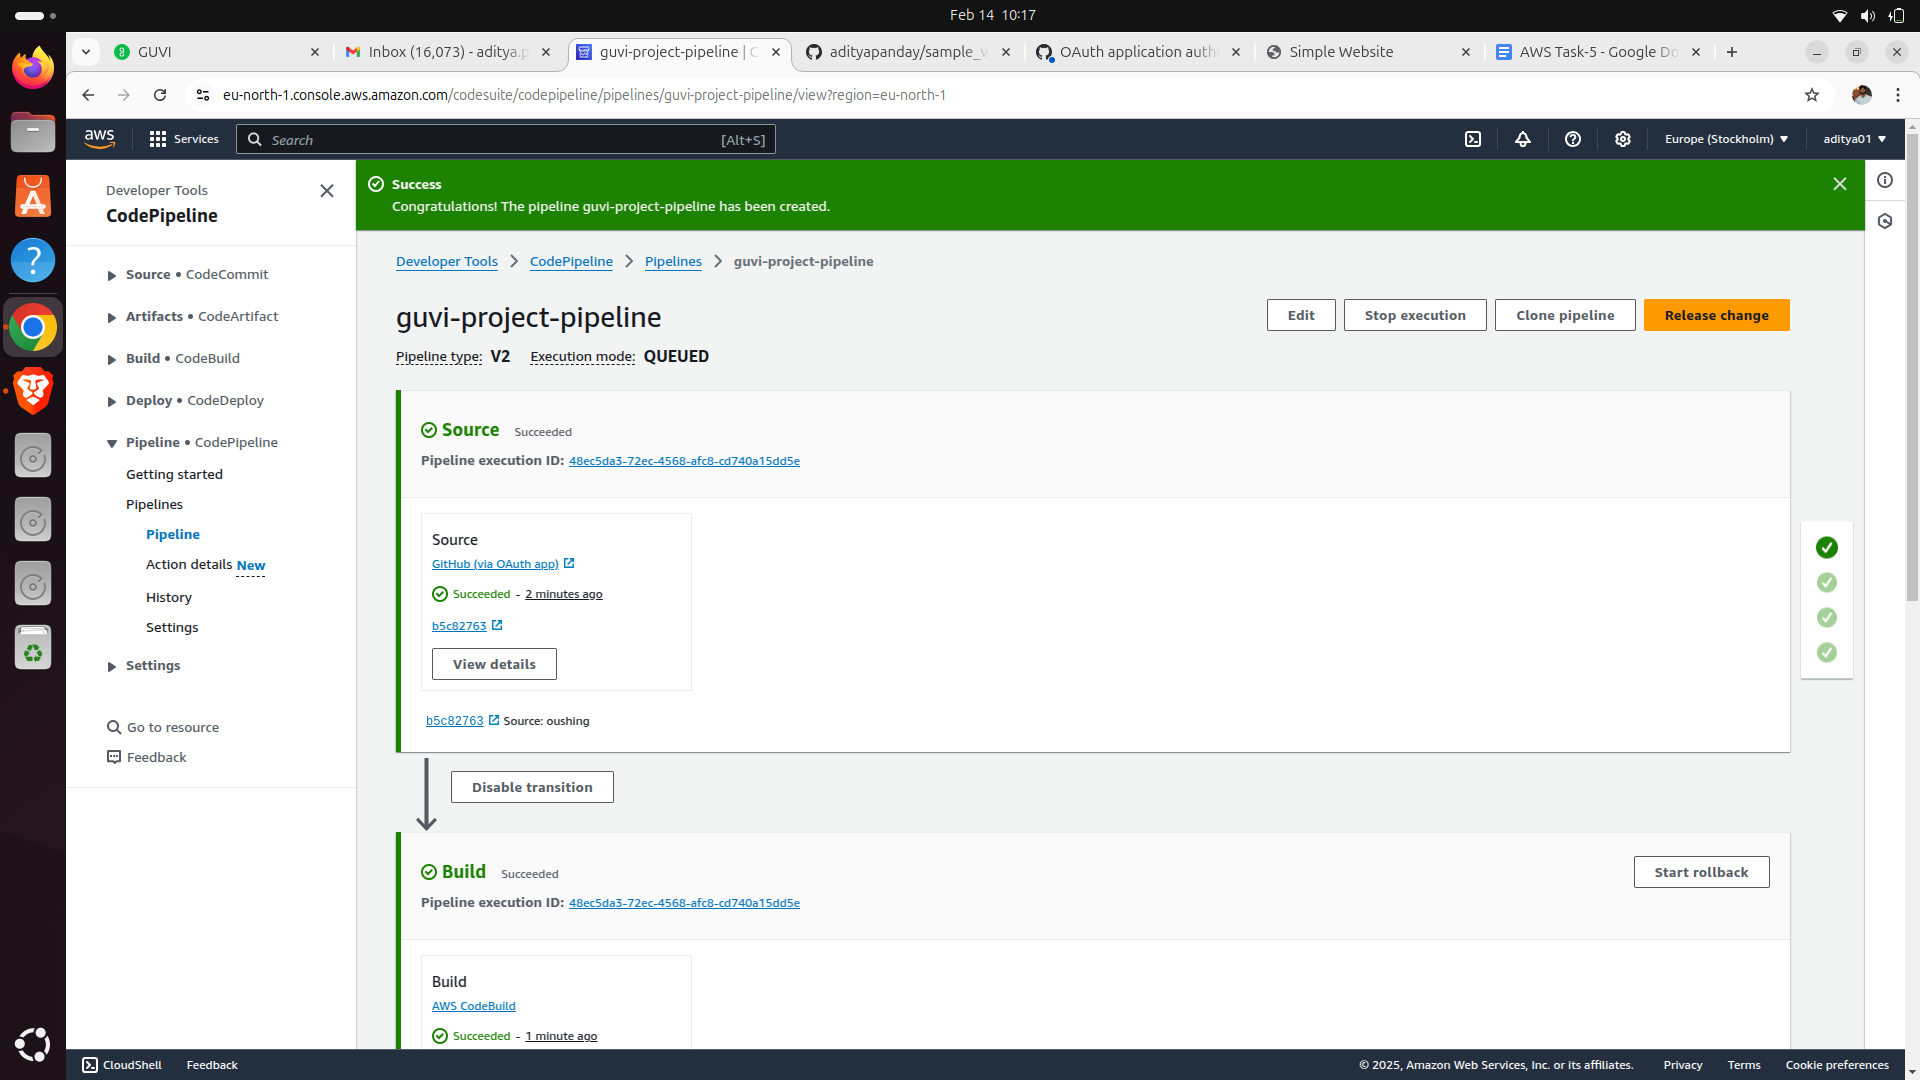 Feb 14 10:17
GUVI
Inbox (16,073) - aditya.p
guvi-project-pipeline | C
adityapanday/sample_w
OAuth application auth
Simple Website
AWS Task-5 - Google Do
eu-north-1.console.aws.amazon.com/codesuite/codepipeline/pipelines/guvi-project-pipeline/view?region=eu-north-1
aws
Services
Search
[Alt+S]
Europe (Stockholm)
aditya01
Developer Tools
CodePipeline
Source • CodeCommit
Artifacts • CodeArtifact
Build • CodeBuild
Deploy • CodeDeploy
Pipeline • CodePipeline
Getting started
Pipelines
Pipeline
Action details New
History
Settings
Settings
Go to resource
Feedback
Success
Congratulations! The pipeline guvi-project-pipeline has been created.
Developer Tools
CodePipeline
Pipelines
guvi-project-pipeline
guvi-project-pipeline
Edit
Stop execution
Clone pipeline
Release change
Pipeline type: V2 Execution mode: QUEUED
Source Succeeded
Pipeline execution ID: 48ec5da3-72ec-4568-afc8-cd740a15dd5e
Source
GitHub (via OAuth app)
Succeeded - 2 minutes ago
b5c82763
View details
b5c82763 Source: oushing
Disable transition
Build Succeeded
Start rollback
Pipeline execution ID: 48ec5da3-72ec-4568-afc8-cd740a15dd5e
Build
AWS CodeBuild
Succeeded - 1 minute ago
CloudShell
Feedback
© 2025, Amazon Web Services, Inc. or its affiliates.
Privacy
Terms
Cookie preferences